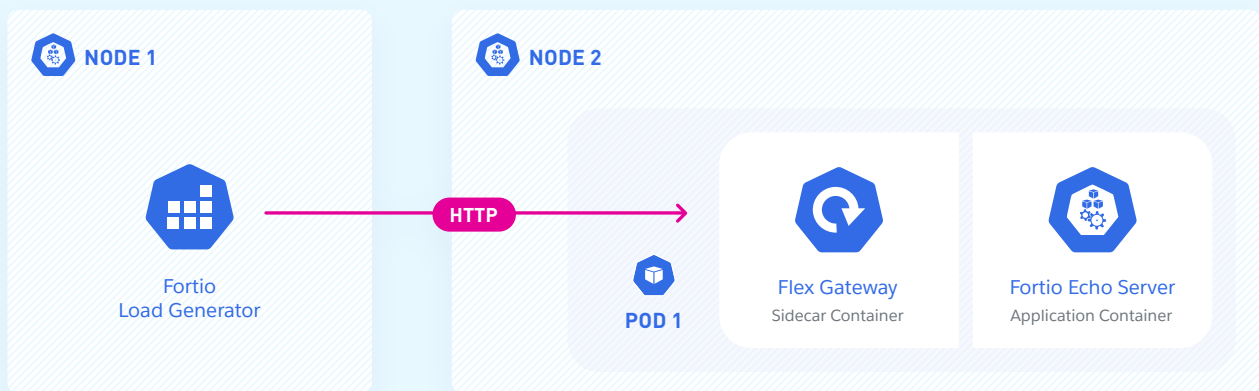 NODE 1
NODE 2
HTTP
Fortio
Load Generator
POD 1
Flex Gateway
Sidecar Container
Fortio Echo Server
Application Container